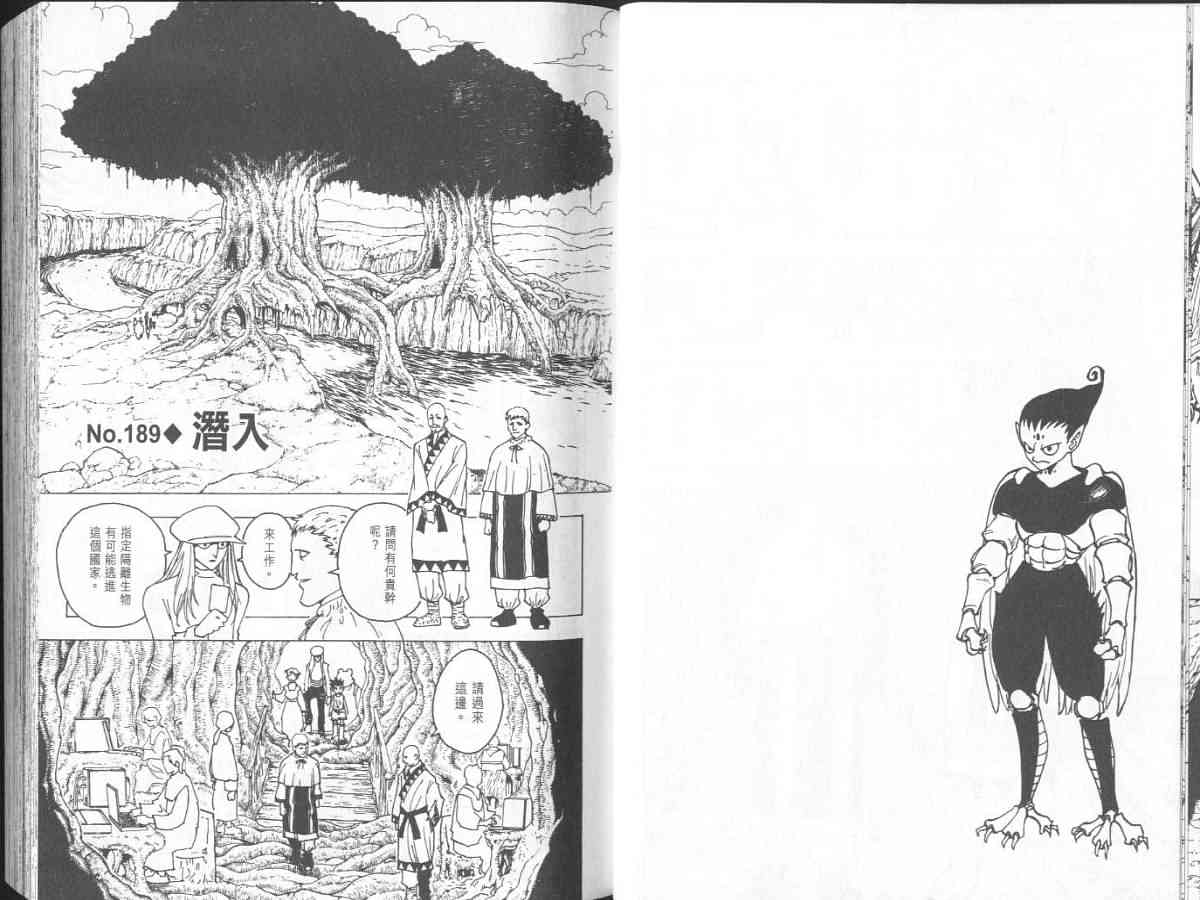 No.189◆ 潛入
請問有何貴幹
呢？
來工作。
指定隔離生物
有可能逃進
這個國家。
請過來
這邊。